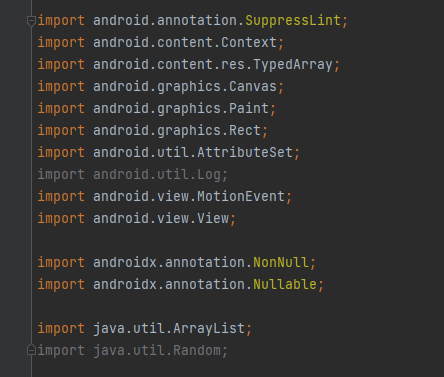 import android.annotation.SuppressLint;
import android.content.Context;
import android.content.res.TypedArray;
import android.graphics.Canvas;
import android.graphics.Paint;
import android.graphics.Rect;
import android.util.AttributeSet;
import android.util.Log;
import android.view.MotionEvent;
import android.view.View;
import androidx.annotation.NonNull;
import androidx.annotation.Nullable;
import java.util.ArrayList;
import java.util.Random;